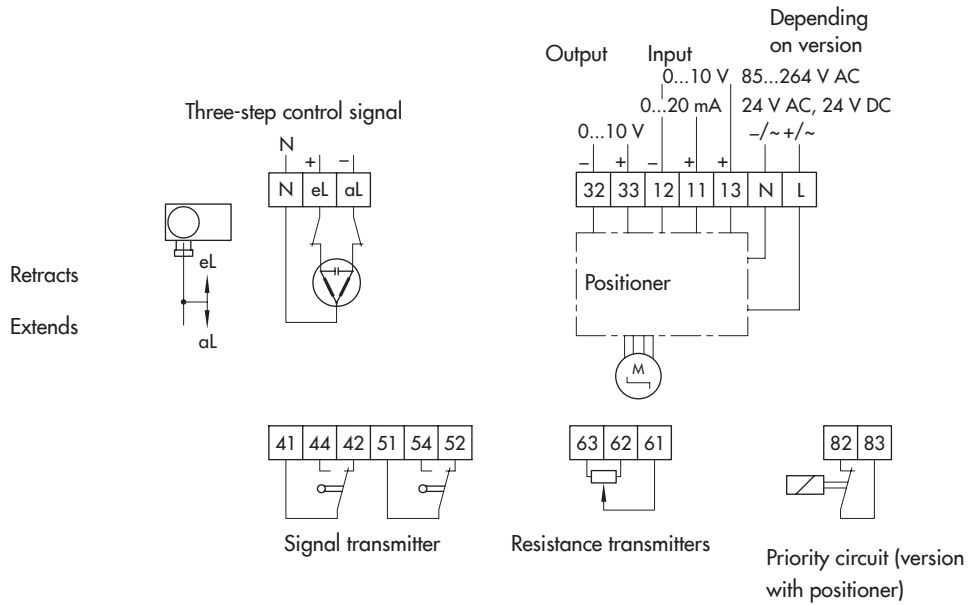 Depending
on version
Output Input
0...10 V 85...264 V AC
0...20 mA 24 V AC, 24 V DC
0...10 V –/~ +/~
– + – + +
32 33 12 11 13 N L
Positioner
M
Three-step control signal
N + –
N eL aL
Retracts
eL
Extends
aL
41 44 42 51 54 52
Signal transmitter
63 62 61
Resistance transmitters
82 83
Priority circuit (version
with positioner)